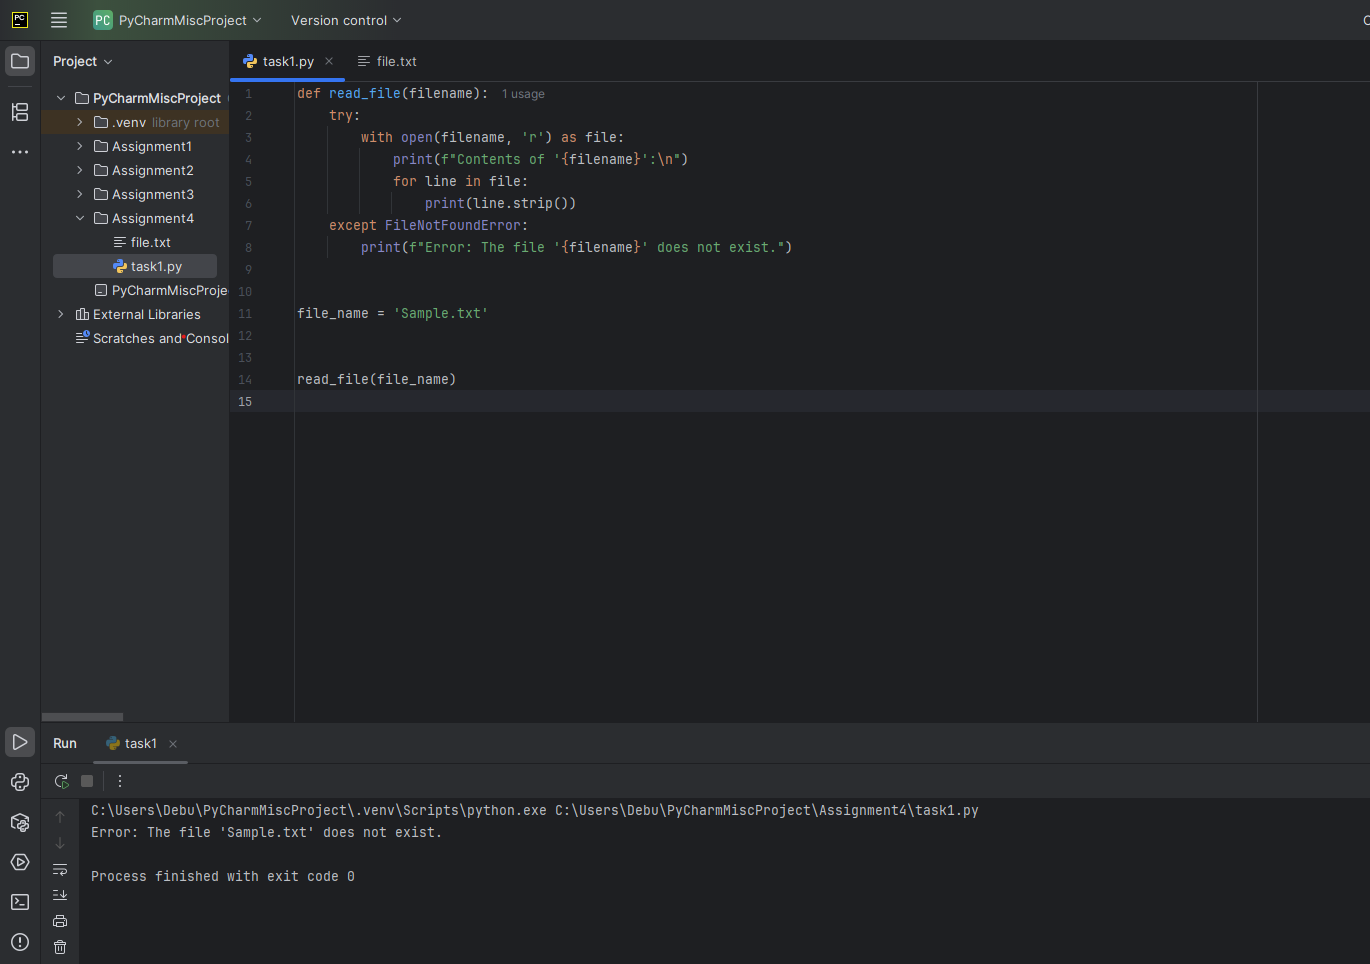 PC PC PyCharmMiscProject Version control
Project
task1.py
file.txt
PyCharmMiscProject
.venv library root
Assignment1
Assignment2
Assignment3
Assignment4
file.txt
task1.py
PyCharmMiscProje
External Libraries
Scratches and Consol
1 def read_file(filename): 1 usage
2 try:
3 with open(filename, 'r') as file:
4 print(f"Contents of '{filename}':\n")
5 for line in file:
6 print(line.strip())
7 except FileNotFoundError:
8 print(f"Error: The file '{filename}' does not exist.")
9
10
11 file_name = 'Sample.txt'
12
13
14 read_file(file_name)
15
Run task1
C:\Users\Debu\PyCharmMiscProject\.venv\Scripts\python.exe C:\Users\Debu\PyCharmMiscProject\Assignment4\task1.py
Error: The file 'Sample.txt' does not exist.
Process finished with exit code 0